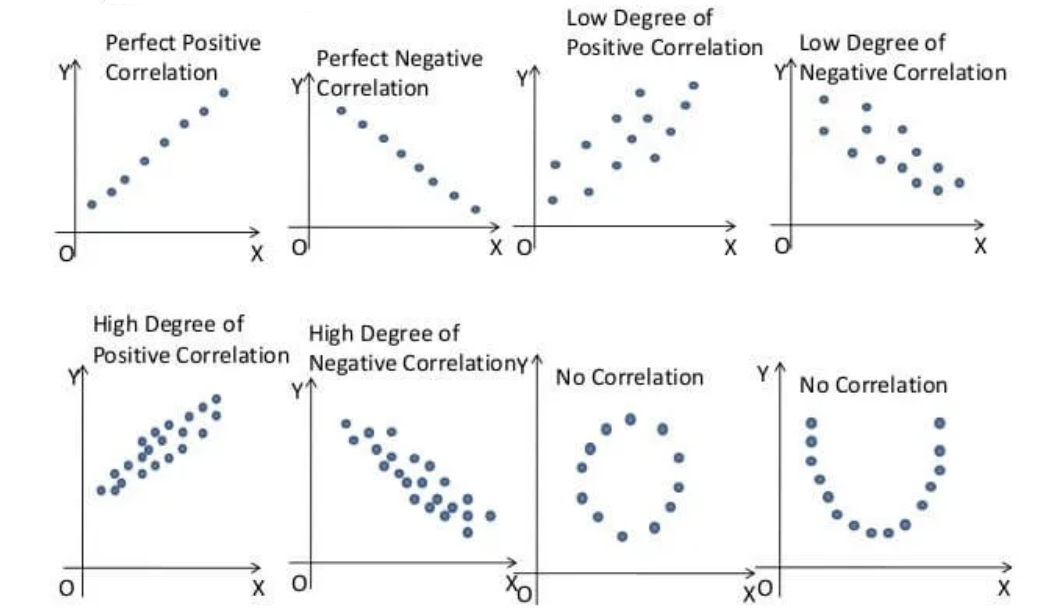 Perfect Positive
Correlation
Y
O
X
Perfect Negative
Correlation
Y
O
X
Low Degree of
Positive Correlation
Y
O
X
Low Degree of
Negative Correlation
Y
O
X
High Degree of
Positive Correlation
Y
O
X
High Degree of
Negative Correlation
Y
O
X
No Correlation
Y
O
X
No Correlation
Y
O
X